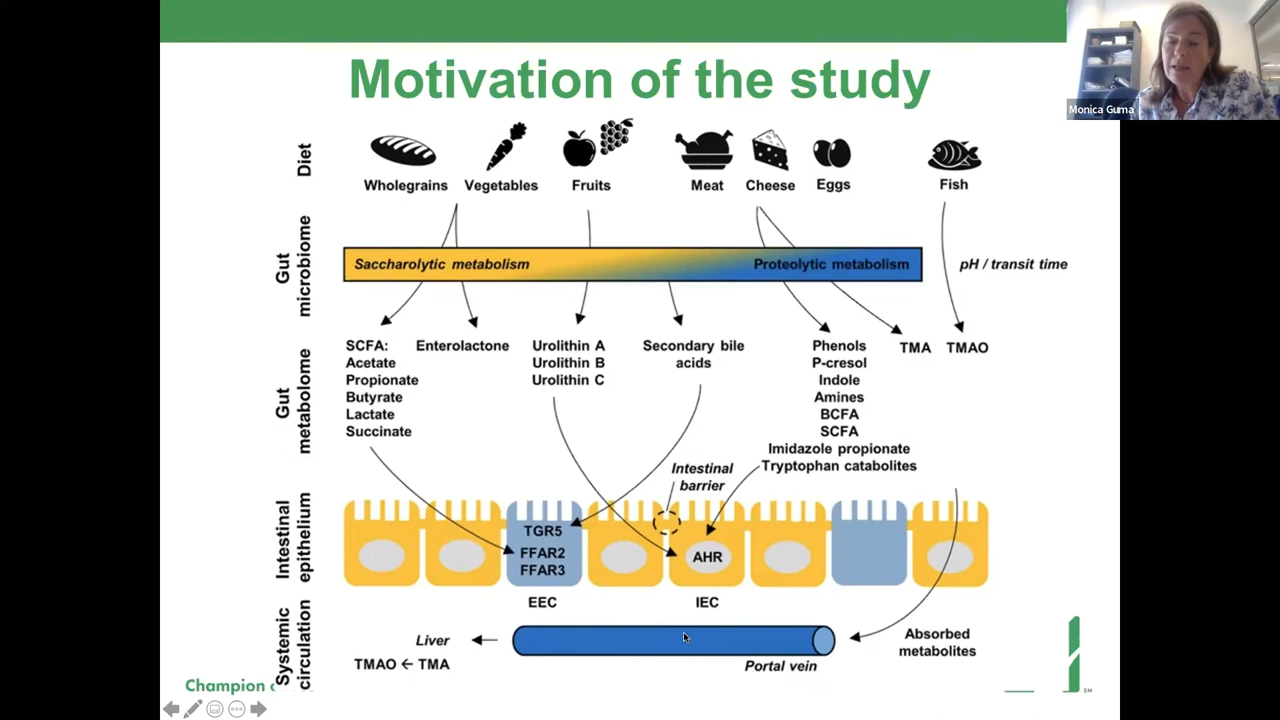 Motivation of the study
Monica Guma
Diet
Wholegrains
Vegetables
Fruits
Meat
Cheese
Eggs
Fish
Gut
microbiome
Saccharolytic metabolism
Proteolytic metabolism
pH / transit time
Gut
metabolome
SCFA:
Acetate
Propionate
Butyrate
Lactate
Succinate
Enterolactone
Urolithin A
Urolithin B
Urolithin C
Secondary bile
acids
Phenols
P-cresol
Indole
Amines
BCFA
SCFA
Imidazole propionate
Tryptophan catabolites
TMA
TMAO
Intestinal
barrier
Intestinal
epithelium
TGR5
FFAR2
FFAR3
AHR
EEC
IEC
Systemic
circulation
Liver
TMAO ← TMA
Portal vein
Absorbed
metabolites
Champion
SM